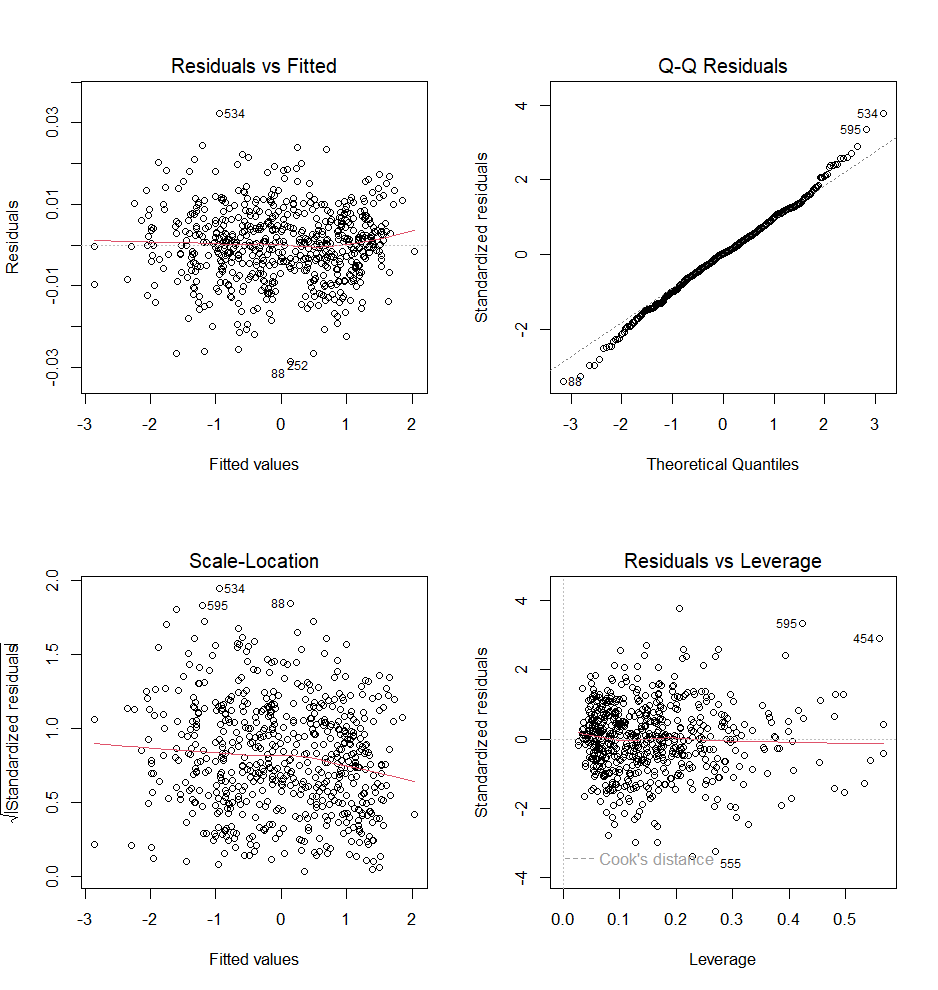 Residuals vs Fitted
Residuals
0.03
0.01
-0.01
-0.03
534
252
88
-3 -2 -1 0 1 2
Fitted values
Q-Q Residuals
Standardized residuals
4
2
0
-2
534
595
88
-3 -2 -1 0 1 2 3
Theoretical Quantiles
Scale-Location
√|Standardized residuals|
2.0
1.5
1.0
0.5
0.0
534
595
88
-3 -2 -1 0 1 2
Fitted values
Residuals vs Leverage
Standardized residuals
4
2
0
-2
-4
595
454
Cook's distance
555
0.0 0.1 0.2 0.3 0.4 0.5
Leverage